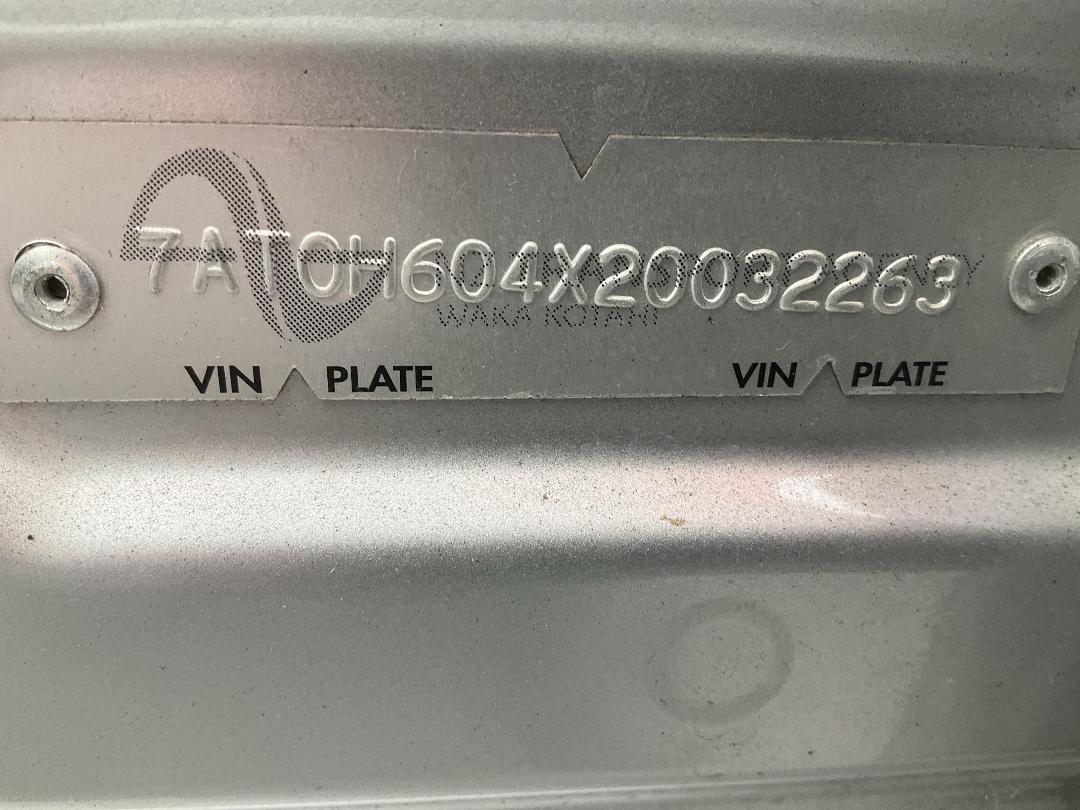 7AT0H604X20032263
WAKA KOTAHI
VIN PLATE VIN PLATE